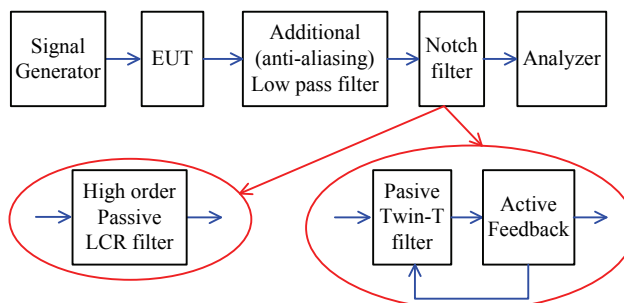 Signal
Generator
EUT
Additional
(anti-aliasing)
Low pass filter
Notch
filter
Analyzer
High order
Passive
LCR filter
Pasive
Twin-T
filter
Active
Feedback